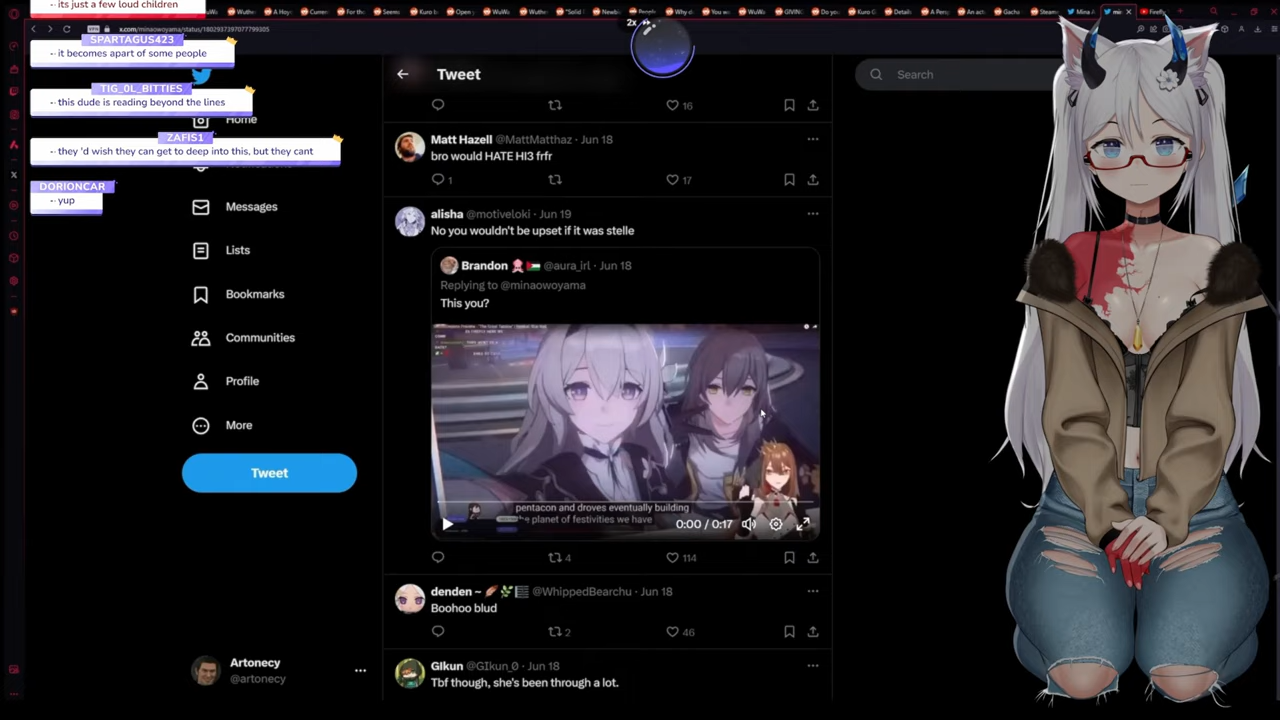 its just a few loud children
SPARTAGUS423
-- it becomes apart of some people
TIG_0L_BITTIES
-- this dude is reading beyond the lines
ZAFIS1
-- they 'd wish they can get to deep into this, but they cant
DORIONCAR
-- yup
x.com/minaowoyama/status/1802937397077799305
2x
Home
Messages
Lists
Bookmarks
Communities
Profile
More
Tweet
Artonecy
@artonecy
Tweet
Search
16
Matt Hazell @MattMatthaz · Jun 18
bro would HATE HI3 frfr
1 17
alisha @motiveloki · Jun 19
No you wouldn't be upset if it was stelle
Brandon @aura_irl · Jun 18
Replying to @minaowoyama
This you?
pentacon and droves eventually building
the planet of festivities we have
0:00 / 0:17
4 114
denden ~ @WhippedBearchu · Jun 18
Boohoo blud
2 46
GIkun @GIkun_0 · Jun 18
Tbf though, she's been through a lot.